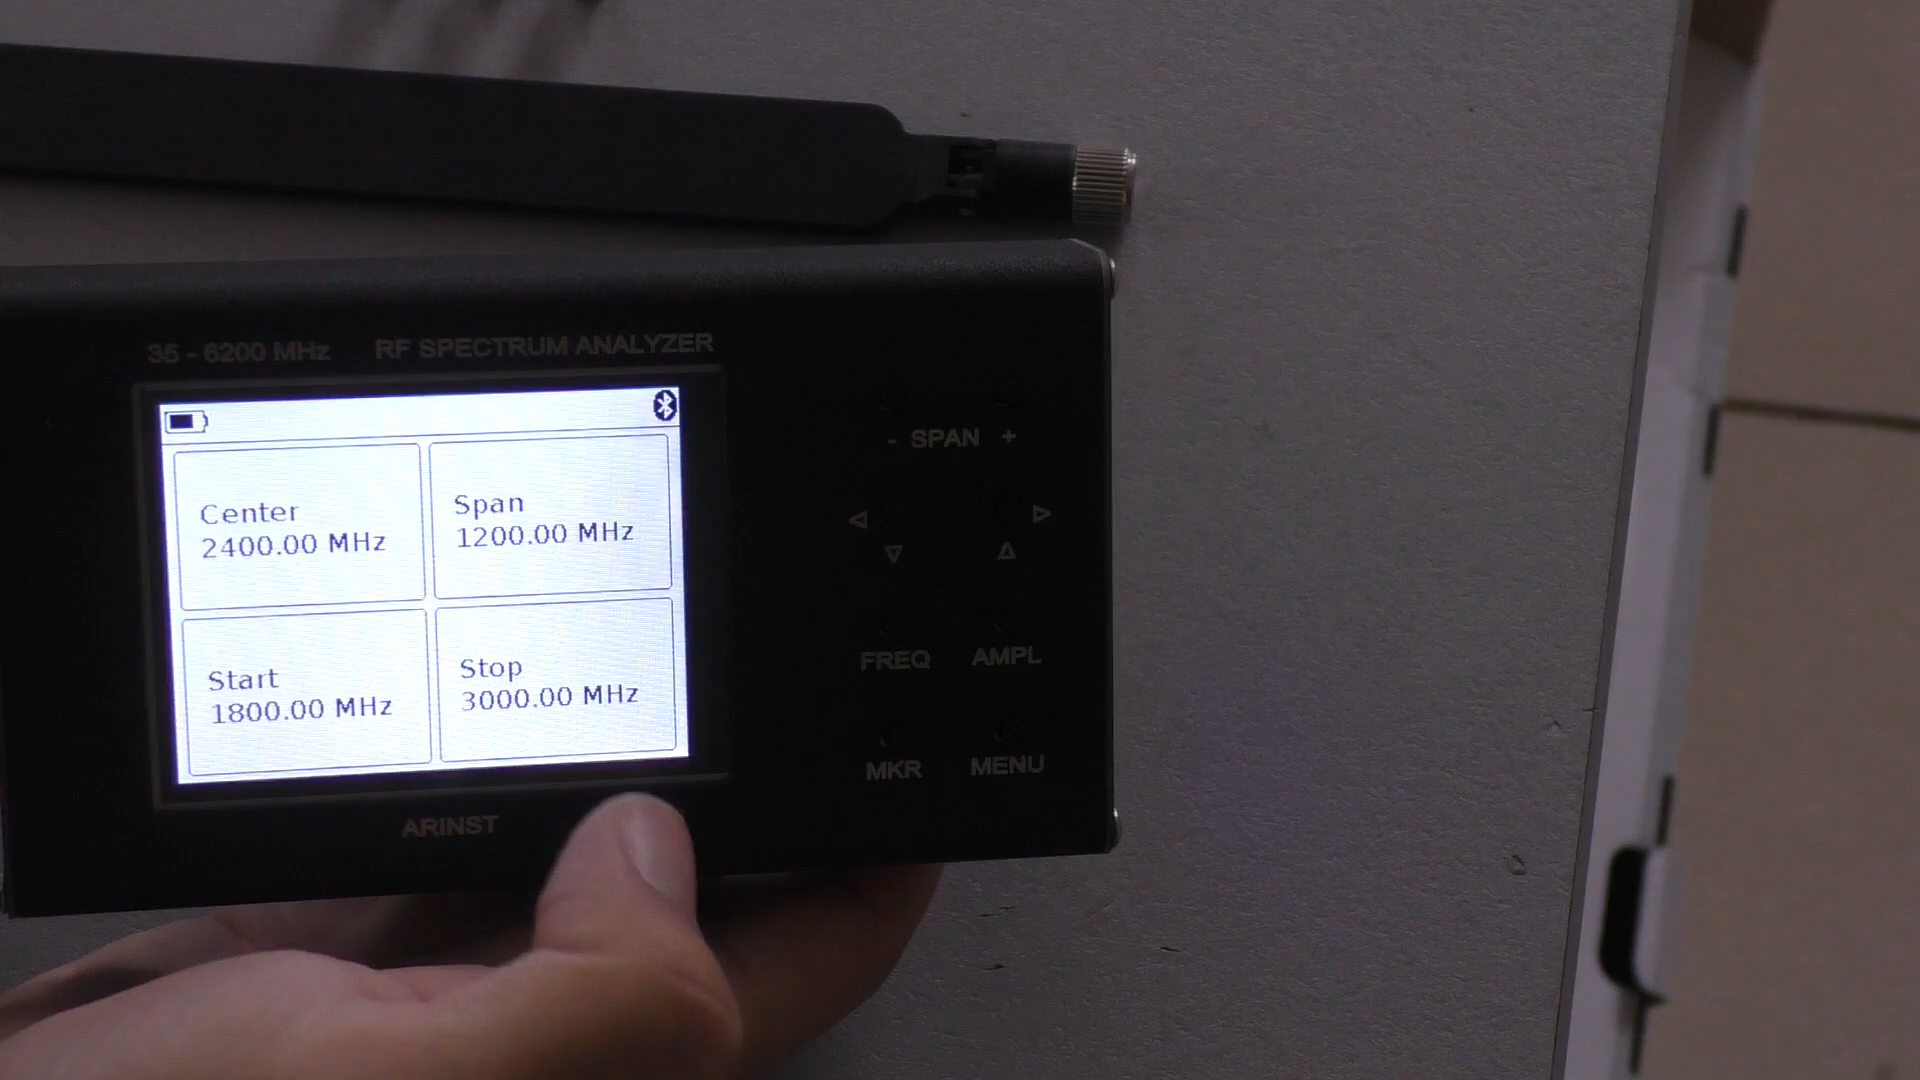 35 - 6200 MHz RF SPECTRUM ANALYZER
Center
2400.00 MHz
Span
1200.00 MHz
Start
1800.00 MHz
Stop
3000.00 MHz
ARINST
- SPAN +
FREQ AMPL
MKR MENU